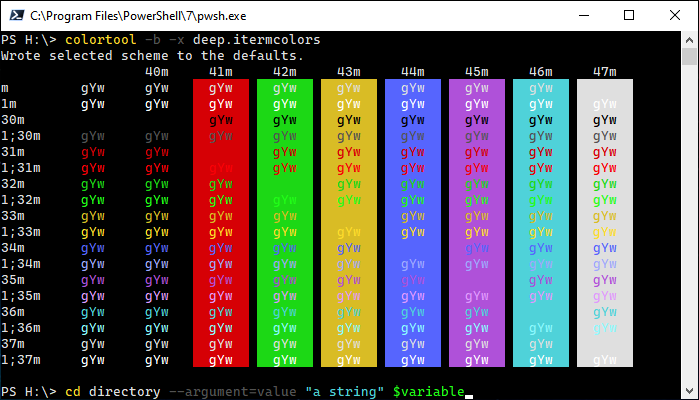 C:\Program Files\PowerShell\7\pwsh.exe
PS H:\> colortool -b -x deep.itermcolors
Wrote selected scheme to the defaults.
40m 41m 42m 43m 44m 45m 46m 47m
m gYw gYw gYw gYw gYw gYw gYw gYw
1m gYw gYw gYw gYw gYw gYw gYw gYw gYw
30m gYw gYw gYw gYw gYw gYw gYw
1;30m gYw gYw gYw gYw gYw gYw gYw gYw gYw
31m gYw gYw gYw gYw gYw gYw gYw gYw
1;31m gYw gYw gYw gYw gYw gYw gYw gYw gYw
32m gYw gYw gYw gYw gYw gYw gYw gYw
1;32m gYw gYw gYw gYw gYw gYw gYw gYw gYw
33m gYw gYw gYw gYw gYw gYw gYw gYw
1;33m gYw gYw gYw gYw gYw gYw gYw gYw gYw
34m gYw gYw gYw gYw gYw gYw gYw gYw
1;34m gYw gYw gYw gYw gYw gYw gYw gYw gYw
35m gYw gYw gYw gYw gYw gYw gYw gYw
1;35m gYw gYw gYw gYw gYw gYw gYw gYw gYw
36m gYw gYw gYw gYw gYw gYw gYw gYw
1;36m gYw gYw gYw gYw gYw gYw gYw gYw gYw
37m gYw gYw gYw gYw gYw gYw gYw gYw
1;37m gYw gYw gYw gYw gYw gYw gYw gYw gYw
PS H:\> cd directory --argument=value "a string" $variable